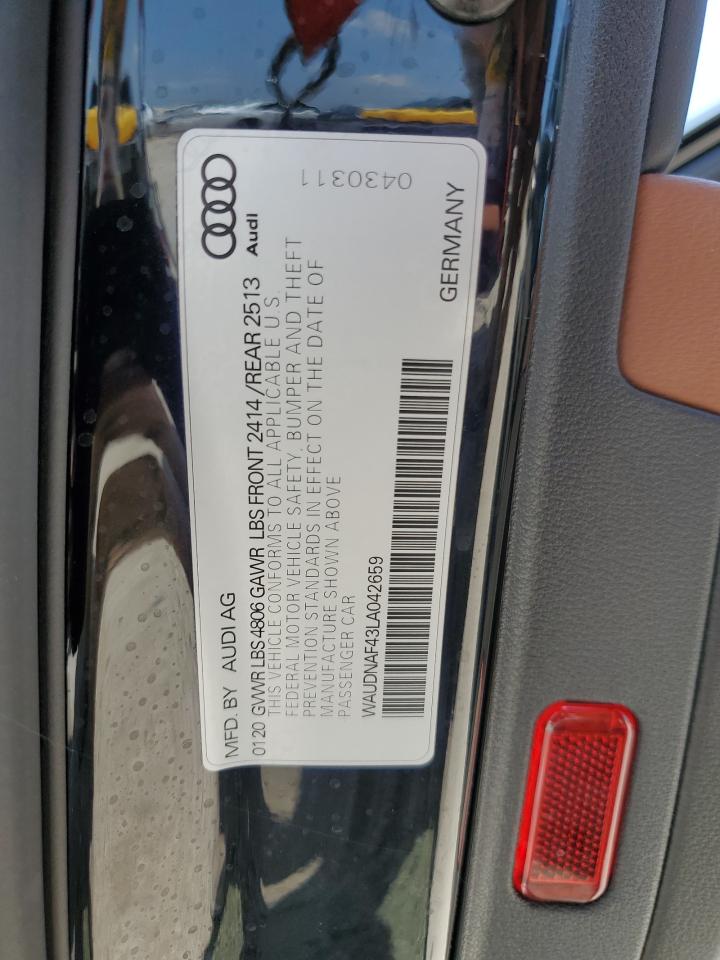 MFD. BY AUDI AG
0120 GVWR LBS 4806 GAWR LBS FRONT 2414 /REAR 2513
THIS VEHICLE CONFORMS TO ALL APPLICABLE U S.
FEDERAL MOTOR VEHICLE SAFETY, BUMPER AND THEFT
PREVENTION STANDARDS IN EFFECT ON THE DATE OF
MANUFACTURE SHOWN ABOVE
PASSENGER CAR
WAUDNAF43LA042659
Audi
0430311
GERMANY